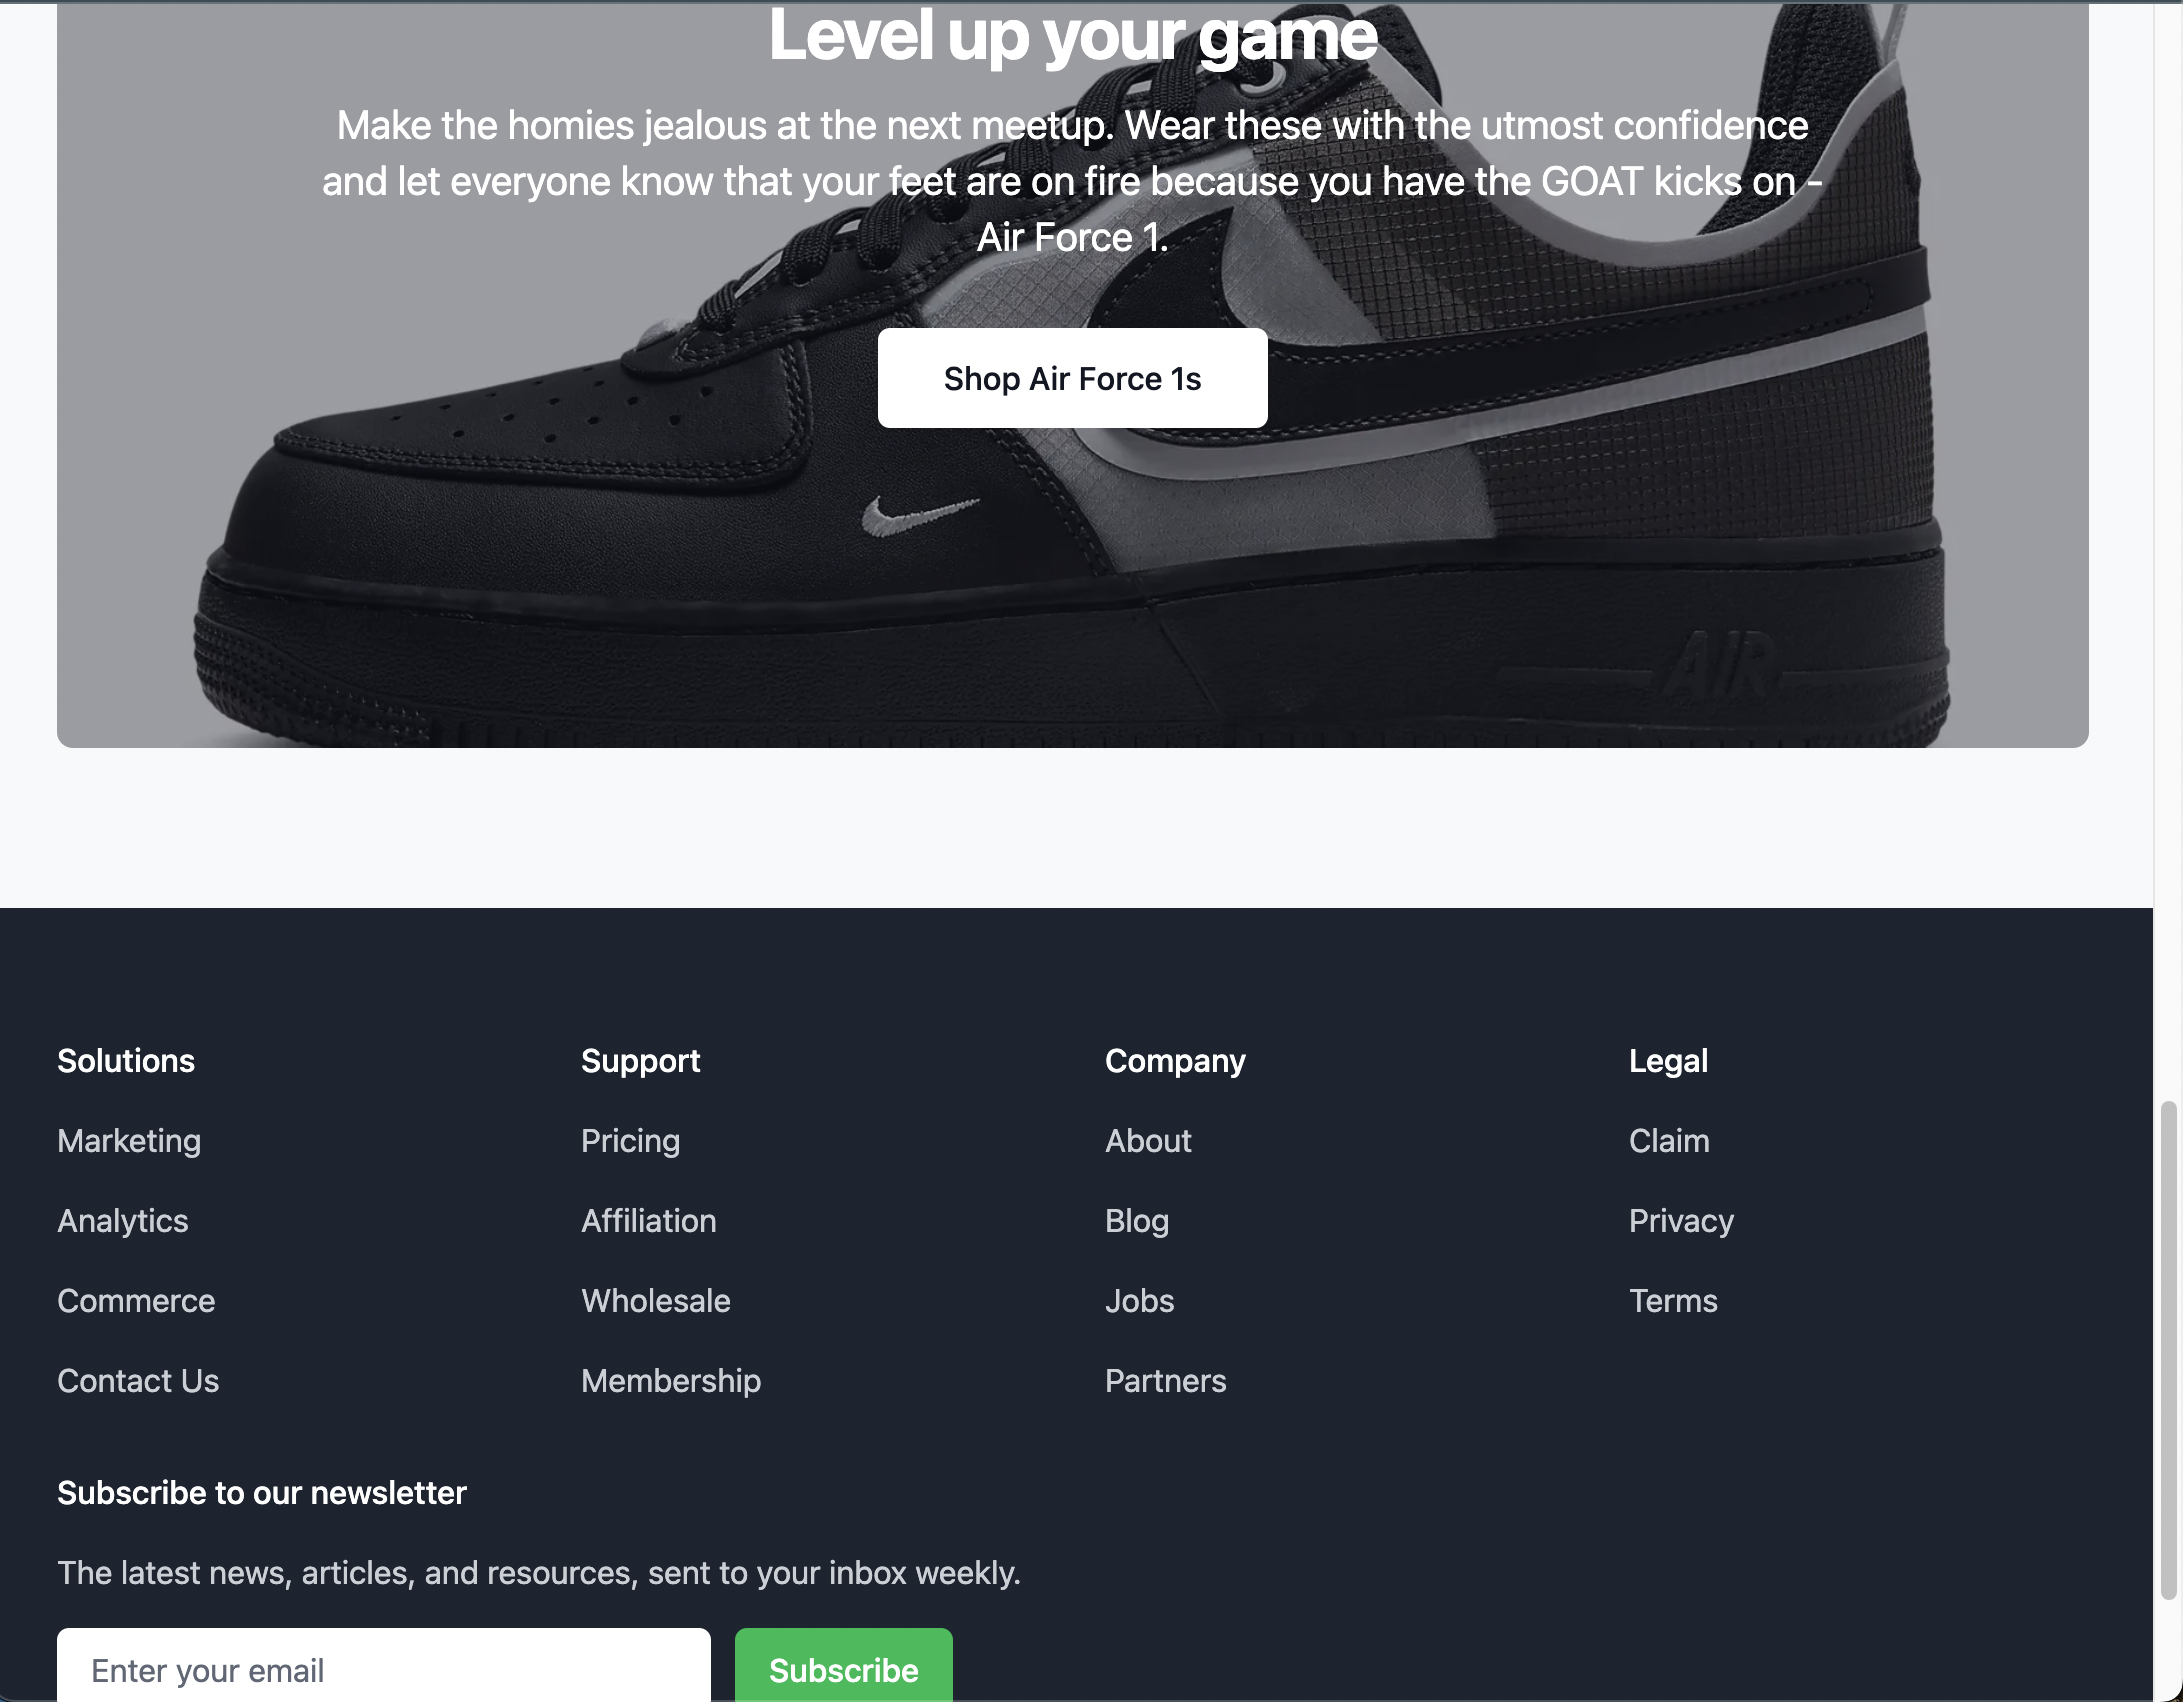 Level up your game
Make the homies jealous at the next meetup. Wear these with the utmost confidence
and let everyone know that your feet are on fire because you have the GOAT kicks on -
Air Force 1.
Shop Air Force 1s
AIR
Solutions
Marketing
Analytics
Commerce
Contact Us
Support
Pricing
Affiliation
Wholesale
Membership
Company
About
Blog
Jobs
Partners
Legal
Claim
Privacy
Terms
Subscribe to our newsletter
The latest news, articles, and resources, sent to your inbox weekly.
Enter your email
Subscribe